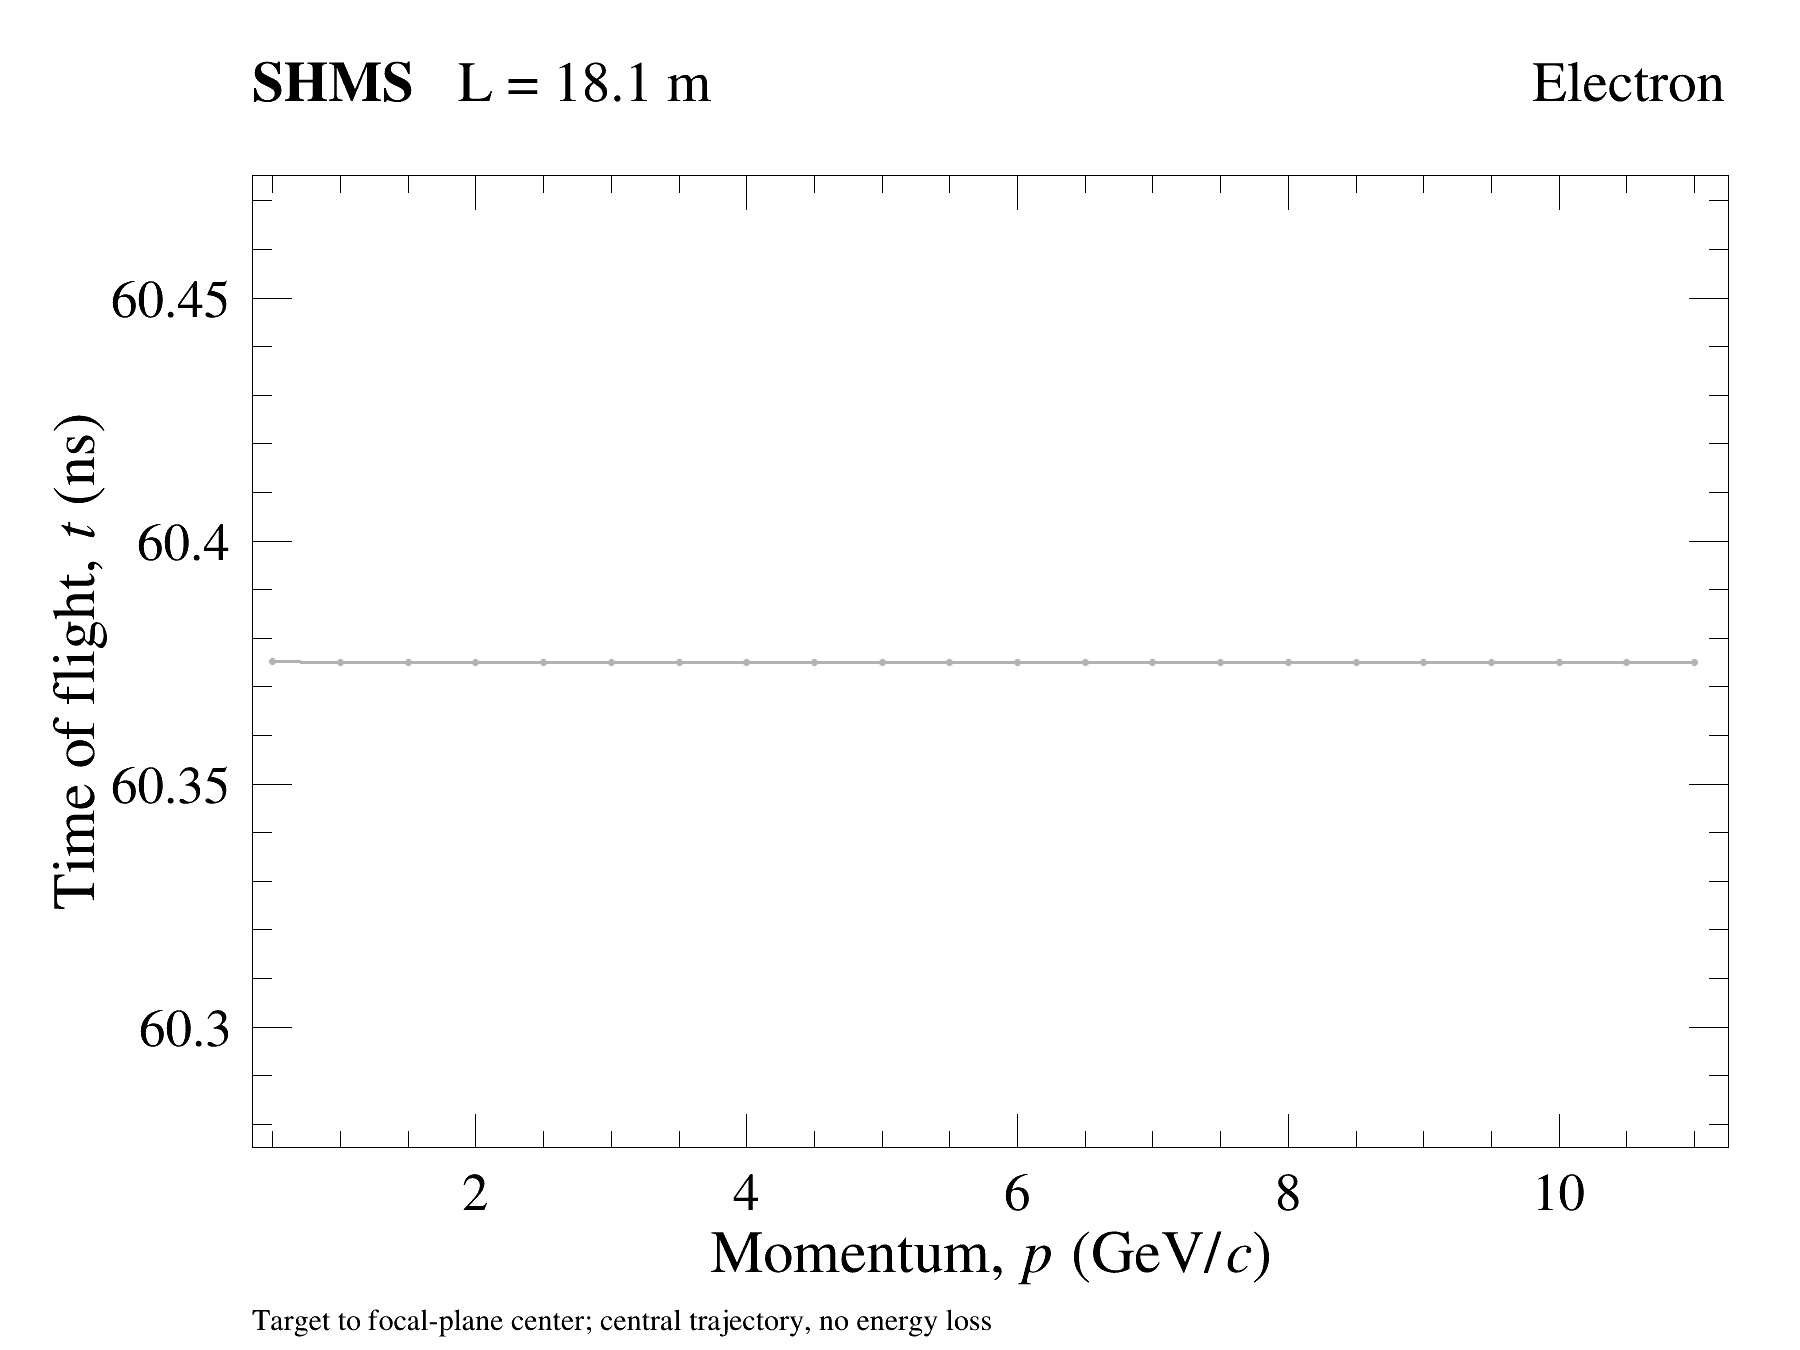 SHMS L = 18.1 m
Electron
Time of flight, t (ns)
60.45
60.4
60.35
60.3
2 4 6 8 10
Momentum, p (GeV/c)
Target to focal-plane center; central trajectory, no energy loss